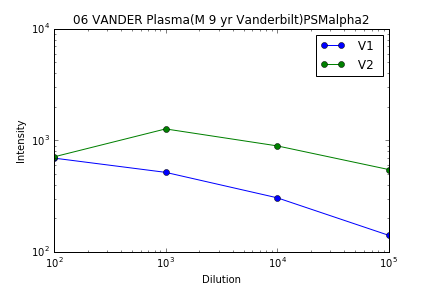 06 VANDER Plasma(M 9 yr Vanderbilt)PSMalpha2
10^4
V1
V2
10^3
Intensity
10^2
10^2 10^3 10^4 10^5
Dilution